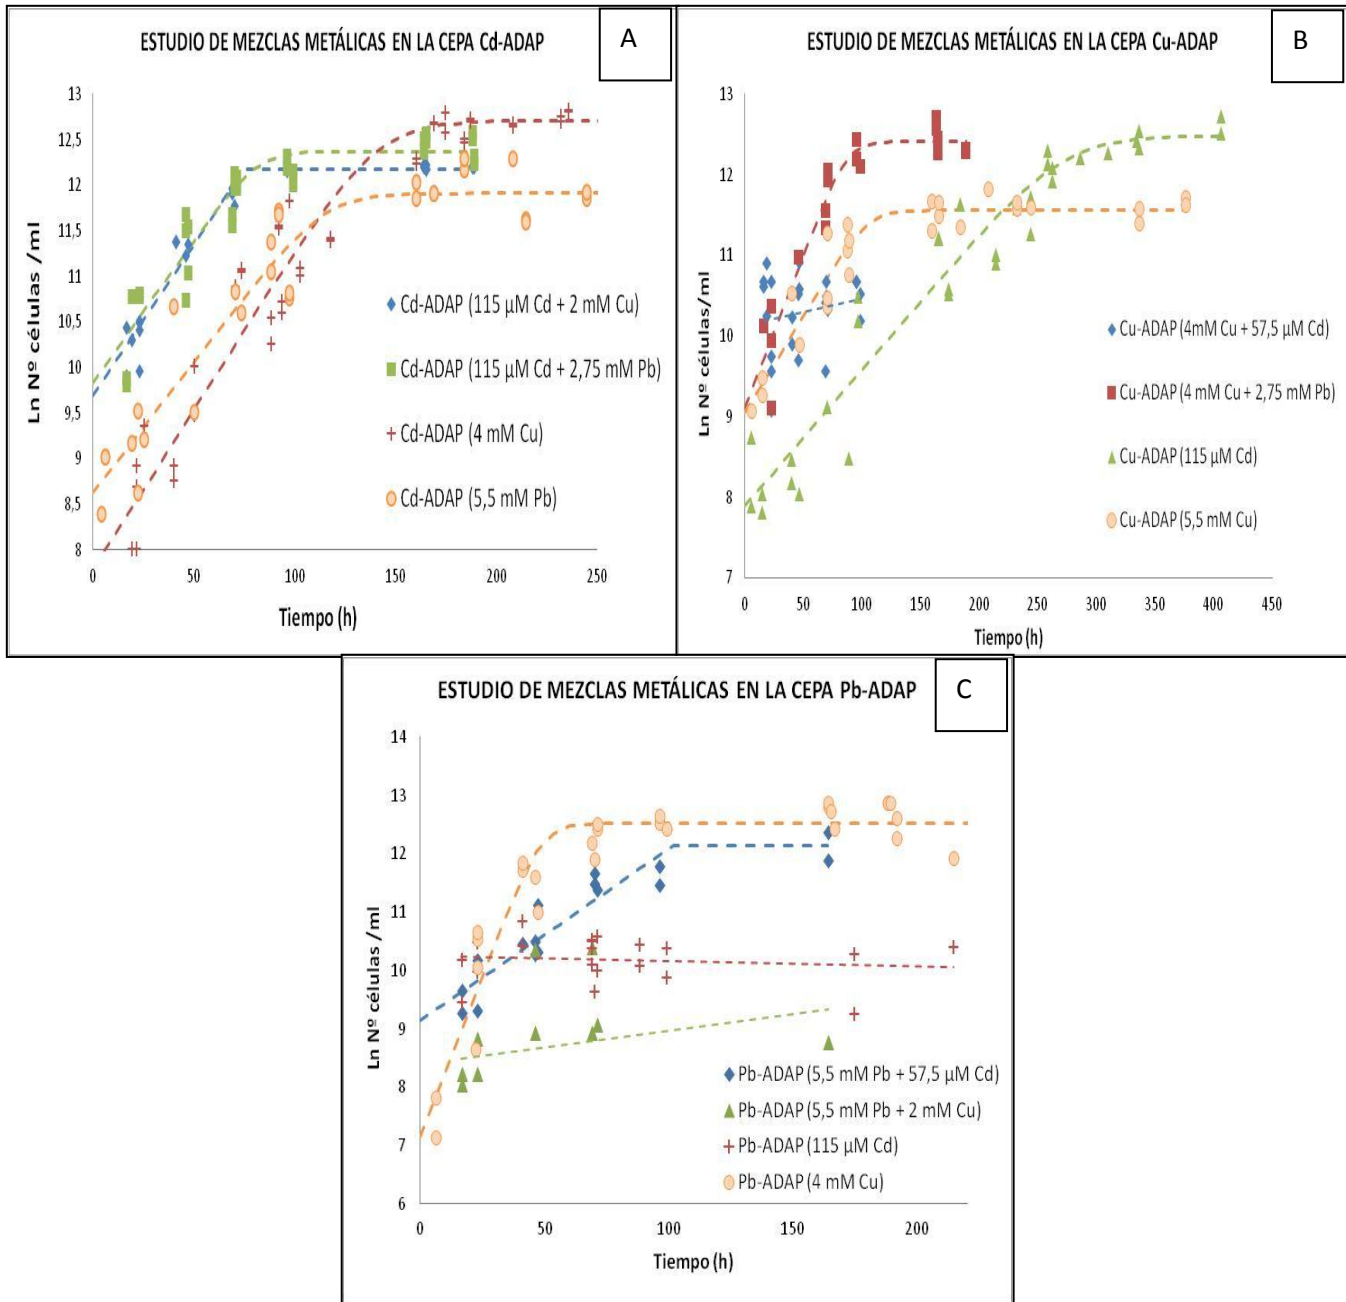 ESTUDIO DE MEZCLAS METÁLICAS EN LA CEPA Cd-ADAP
A
13
12,5
12
11,5
11
10,5
10
9,5
9
8,5
8
Ln Nº células /ml
0 50 100 150 200 250
Tiempo (h)
Cd-ADAP (115 µM Cd + 2 mM Cu)
Cd-ADAP (115 µM Cd + 2,75 mM Pb)
Cd-ADAP (4 mM Cu)
Cd-ADAP (5,5 mM Pb)
ESTUDIO DE MEZCLAS METÁLICAS EN LA CEPA Cu-ADAP
B
13
12
11
10
9
8
7
Ln Nº células/ml
0 50 100 150 200 250 310 350 400 450
Tiempo (h)
Cu-ADAP (4mM Cu + 57,5 µM Cd)
Cu-ADAP (4 mM Cu + 2,75 mM Pb)
Cu-ADAP (115 µM Cd)
Cu-ADAP (5,5 mM Cu)
ESTUDIO DE MEZCLAS METÁLICAS EN LA CEPA Pb-ADAP
C
14
13
12
11
10
9
8
7
6
Ln Nº células /ml
0 50 100 150 200
Tiempo (h)
Pb-ADAP (5,5 mM Pb + 57,5 µM Cd)
Pb-ADAP (5,5 mM Pb + 2 mM Cu)
Pb-ADAP (115 µM Cd)
Pb-ADAP (4 mM Cu)